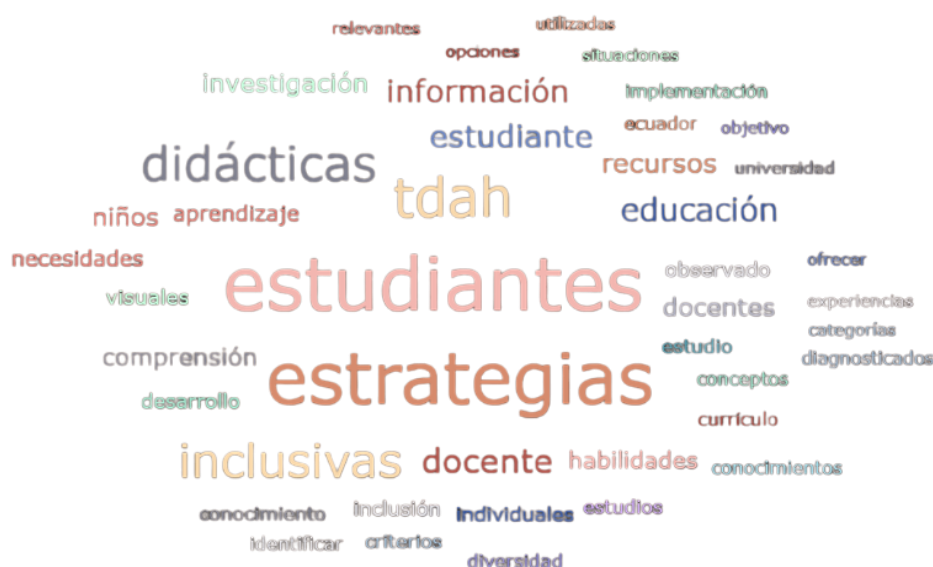 relevantes
utilizados
opciones
situaciones
investigación
información
implementación
estudiante
ecuador
objetivo
didácticas
recursos
universidad
tdah
niños
aprendizaje
educación
necesidades
observado
ofrecer
visuales
estudiantes
docentes
experiencias
categorías
comprensión
estudio
diagnosticados
estrategias
conceptos
desarrollo
currículo
inclusivas
docente
habilidades
conocimientos
conocimiento
inclusión
individuales
estudios
identificar
criterios
diversidad